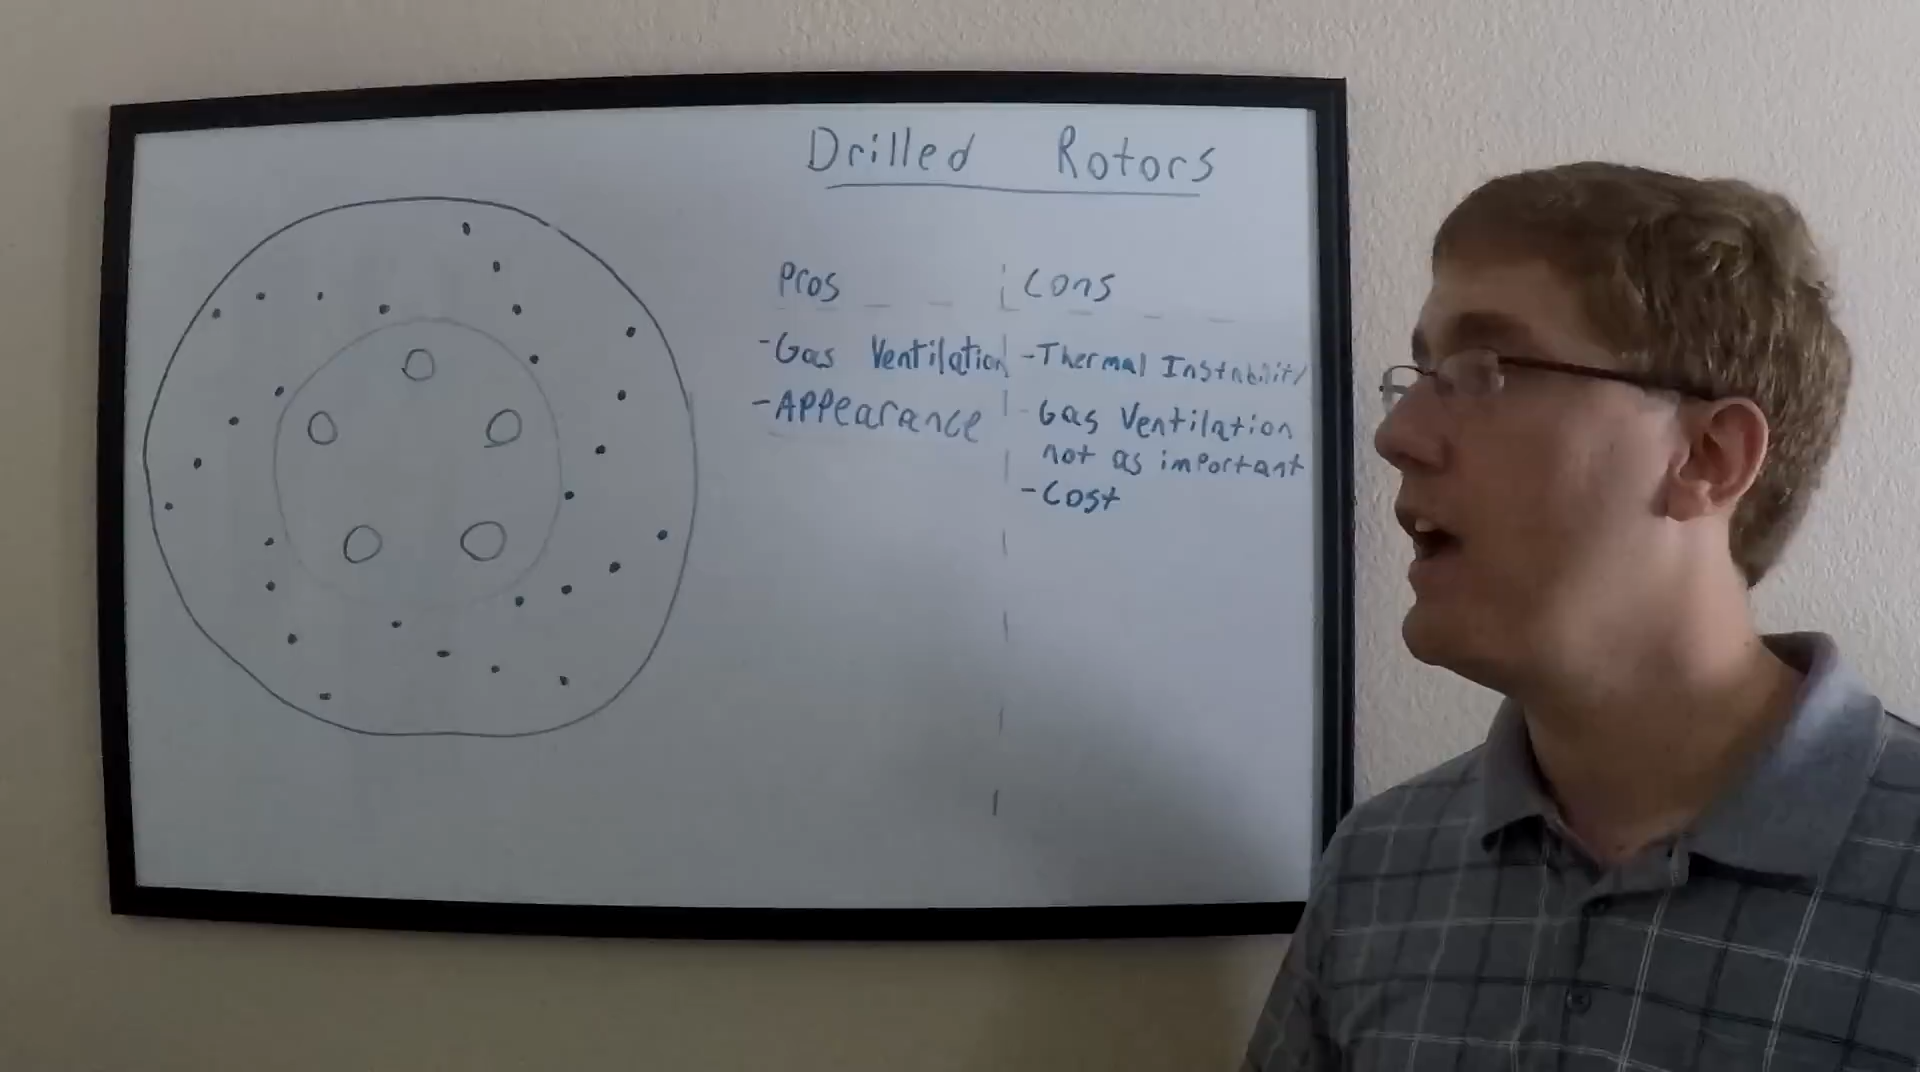 Drilled Rotors
Pros
Cons
-Gas Ventilation
-Appearance
-Thermal Instability
-Gas Ventilation
not as important
-Cost